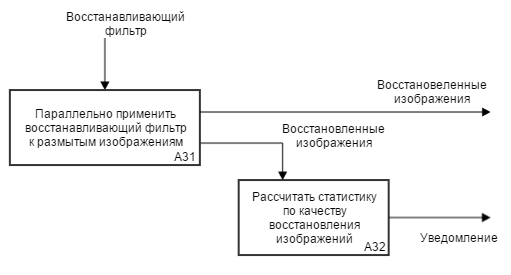 Восстанавливающий
фильтр
Параллельно применить
восстанавливающий фильтр
к размытым изображениям
A31
Восстановеленные
изображения
Восстановленные
изображения
Рассчитать статистику
по качеству
восстановления
изображений
A32
Уведомление